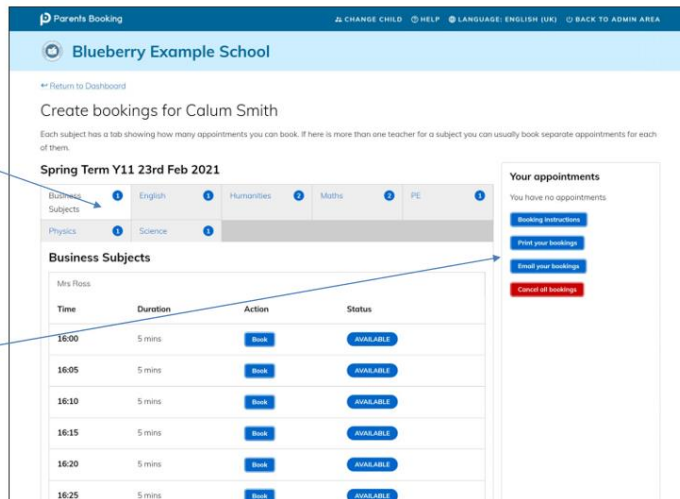 Parents Booking
CHANGE CHILD HELP LANGUAGE: ENGLISH (UK) BACK TO ADMIN AREA
Blueberry Example School
Return to Dashboard
Create bookings for Calum Smith
Each subject has a tab showing how many appointments you can book. If here is more than one teacher for a subject you can usually book separate appointments for each
of them.
Spring Term Y11 23rd Feb 2021
Business Subjects 1 English 1 Humanities 2 Maths 2 PE 1
Physics 1 Science 1
Business Subjects
Mrs Ross
Time Duration Action Status
16:00 5 mins Book AVAILABLE
16:05 5 mins Book AVAILABLE
16:10 5 mins Book AVAILABLE
16:15 5 mins Book AVAILABLE
16:20 5 mins Book AVAILABLE
16:25 5 mins Book AVAILABLE
Your appointments
You have no appointments
Booking instructions
Print your bookings
Email your bookings
Cancel all bookings